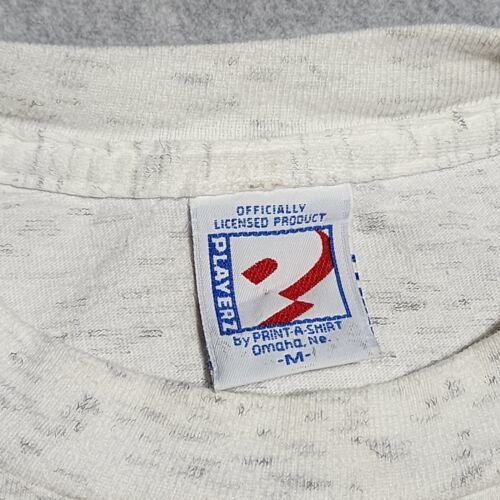 OFFICIALLY
LICENSED PRODUCT
PLAYERZ
by PRINT-A-SHIRT
Omaha, Ne.
-M-